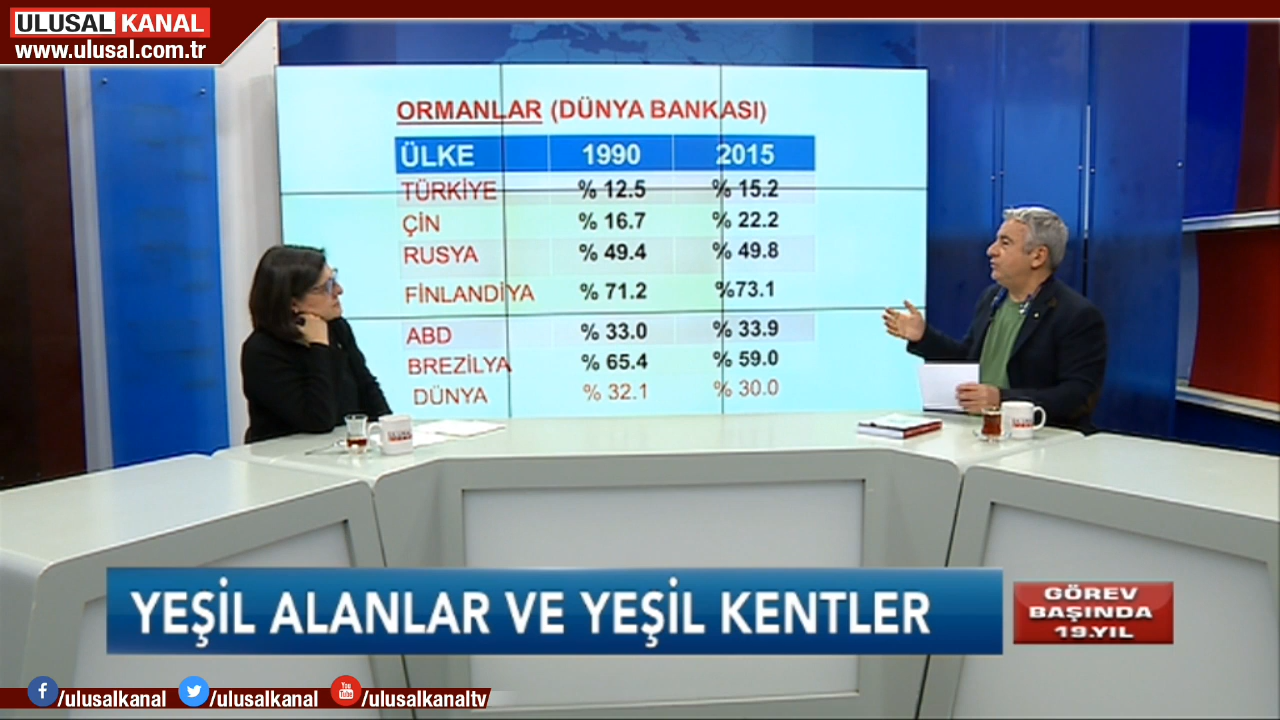 ULUSAL KANAL
www.ulusal.com.tr
ORMANLAR (DÜNYA BANKASI)
ÜLKE 1990 2015
TÜRKİYE % 12.5 % 15.2
ÇİN % 16.7 % 22.2
RUSYA % 49.4 % 49.8
FİNLANDİYA % 71.2 %73.1
ABD % 33.0 % 33.9
BREZİLYA % 65.4 % 59.0
DÜNYA % 32.1 % 30.0
ULUSAL
YEŞİL ALANLAR VE YEŞİL KENTLER
GÖREV
BAŞINDA
19.YIL
/ulusalkanal /ulusalkanal You Tube /ulusalkanaltv